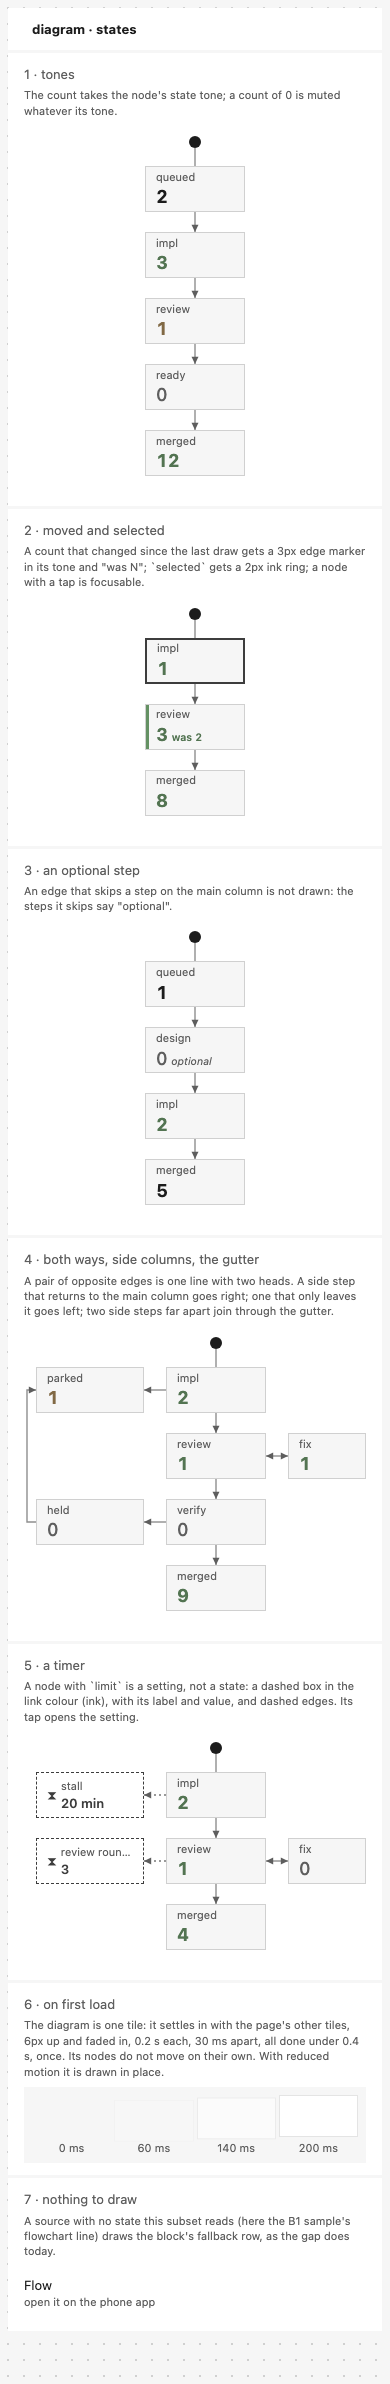 diagram · states
1 · tones
The count takes the node's state tone; a count of 0 is muted
whatever its tone.
queued
2
impl
3
review
1
ready
0
merged
12
2 · moved and selected
A count that changed since the last draw gets a 3px edge marker
in its tone and "was N"; `selected` gets a 2px ink ring; a node
with a tap is focusable.
impl
1
review
3 was 2
merged
8
3 · an optional step
An edge that skips a step on the main column is not drawn: the
steps it skips say "optional".
queued
1
design
0 optional
impl
2
merged
5
4 · both ways, side columns, the gutter
A pair of opposite edges is one line with two heads. A side step
that returns to the main column goes right; one that only leaves
it goes left; two side steps far apart join through the gutter.
parked
1
impl
2
review
1
fix
1
held
0
verify
0
merged
9
5 · a timer
A node with `limit` is a setting, not a state: a dashed box in the
link colour (ink), with its label and value, and dashed edges. Its
tap opens the setting.
stall
20 min
impl
2
review roun...
3
review
1
fix
0
merged
4
6 · on first load
The diagram is one tile: it settles in with the page's other tiles,
6px up and faded in, 0.2 s each, 30 ms apart, all done under 0.4
s, once. Its nodes do not move on their own. With reduced
motion it is drawn in place.
0 ms 60 ms 140 ms 200 ms
7 · nothing to draw
A source with no state this subset reads (here the B1 sample's
flowchart line) draws the block's fallback row, as the gap does
today.
Flow
open it on the phone app